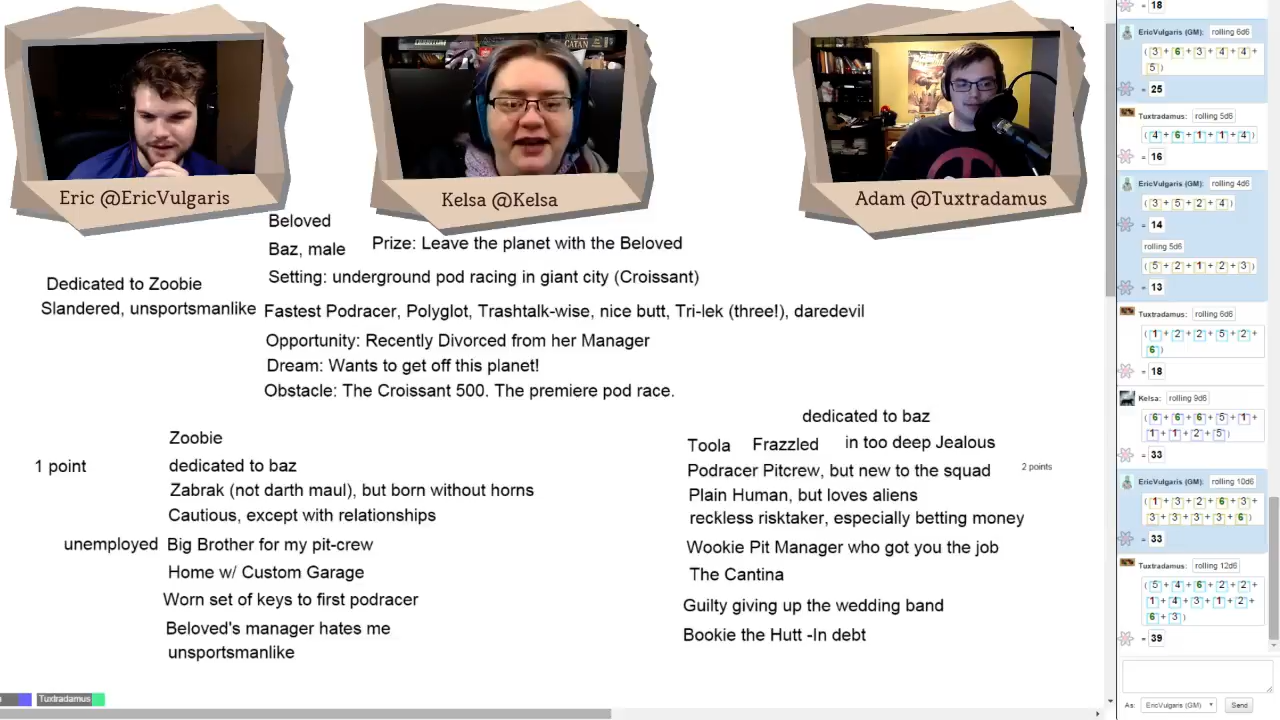 QUANTUM
CATAN
Eric @EricVulgaris
Kelsa @Kelsa
Adam @Tuxtradamus
Beloved
Baz, male
Prize: Leave the planet with the Beloved
Setting: underground pod racing in giant city (Croissant)
Dedicated to Zoobie
Slandered, unsportsmanlike
Fastest Podracer, Polyglot, Trashtalk-wise, nice butt, Tri-lek (three!), daredevil
Opportunity: Recently Divorced from her Manager
Dream: Wants to get off this planet!
Obstacle: The Croissant 500. The premiere pod race.
Zoobie
1 point
dedicated to baz
Zabrak (not darth maul), but born without horns
Cautious, except with relationships
unemployed
Big Brother for my pit-crew
Home w/ Custom Garage
Worn set of keys to first podracer
Beloved's manager hates me
unsportsmanlike
dedicated to baz
Toola
Frazzled
in too deep Jealous
Podracer Pitcrew, but new to the squad
2 points
Plain Human, but loves aliens
reckless risktaker, especially betting money
Wookie Pit Manager who got you the job
The Cantina
Guilty giving up the wedding band
Bookie the Hutt -In debt
Tuxtradamus
= 18
EricVulgaris (GM): rolling 6d6
(3+6+3+4+4+
5)
= 25
Tuxtradamus: rolling 5d6
(4+6+1+1+4)
= 16
EricVulgaris (GM): rolling 4d6
(3+5+2+4)
= 14
rolling 5d6
(5+2+1+2+3)
= 13
Tuxtradamus: rolling 6d6
(1+2+2+5+2+
6)
= 18
Kelsa: rolling 9d6
(6+6+6+5+1+
1+1+2+5)
= 33
EricVulgaris (GM): rolling 10d6
(1+3+2+6+3+
3+3+3+3+6)
= 33
Tuxtradamus: rolling 12d6
(5+4+6+2+2+
1+4+3+1+2+
6+3)
= 39
As: EricVulgaris (GM)
Send